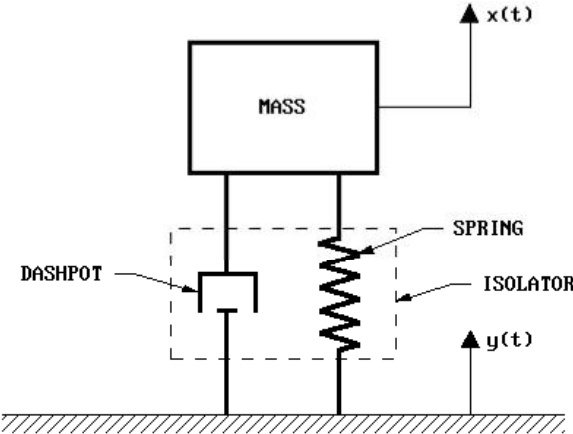 x(t)
MASS
SPRING
DASHPOT
ISOLATOR
y(t)